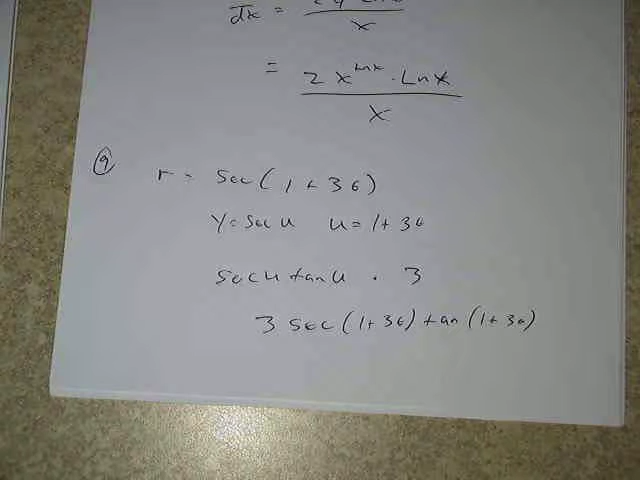 dx =
x
= 2 x^lnx · Lnx
x
9
r = sec(1+3θ)
y=sec u u=1+3θ
sec u tan u · 3
3 sec(1+3θ) tan(1+3θ)